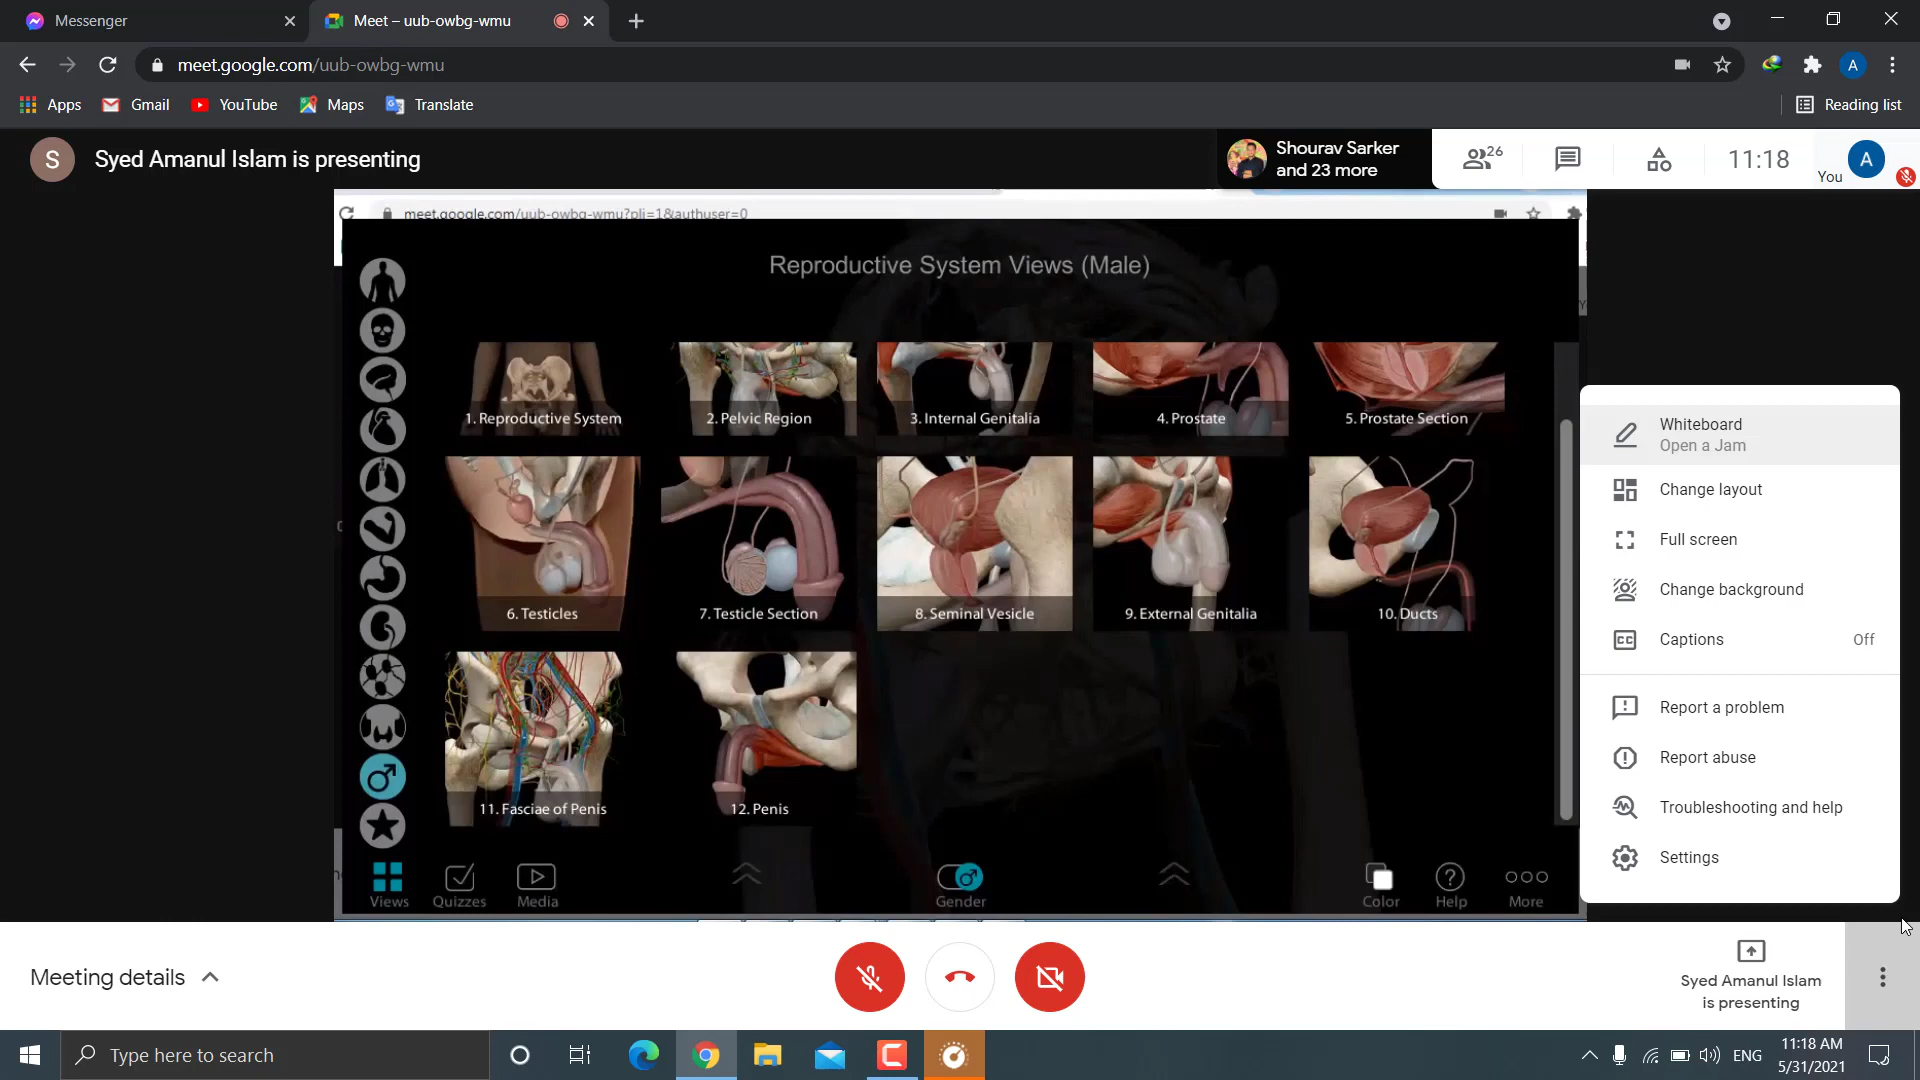 Messenger
Meet – uub-owbg-wmu
meet.google.com/uub-owbg-wmu
A
Apps
Gmail
YouTube
Maps
Translate
Reading list
S
Syed Amanul Islam is presenting
Shourav Sarker
and 23 more
26
11:18
You
A
meet.google.com/uub-owbg-wmu?pli=1&authuser=0
Reproductive System Views (Male)
1. Reproductive System
2. Pelvic Region
3. Internal Genitalia
4. Prostate
5. Prostate Section
6. Testicles
7. Testicle Section
8. Seminal Vesicle
9. External Genitalia
10. Ducts
11. Fasciae of Penis
12. Penis
Views
Quizzes
Media
Gender
Color
Help
More
Whiteboard
Open a Jam
Change layout
Full screen
Change background
CC
Captions
Off
Report a problem
Report abuse
Troubleshooting and help
Settings
Meeting details
Syed Amanul Islam
is presenting
Type here to search
ENG
11:18 AM
5/31/2021